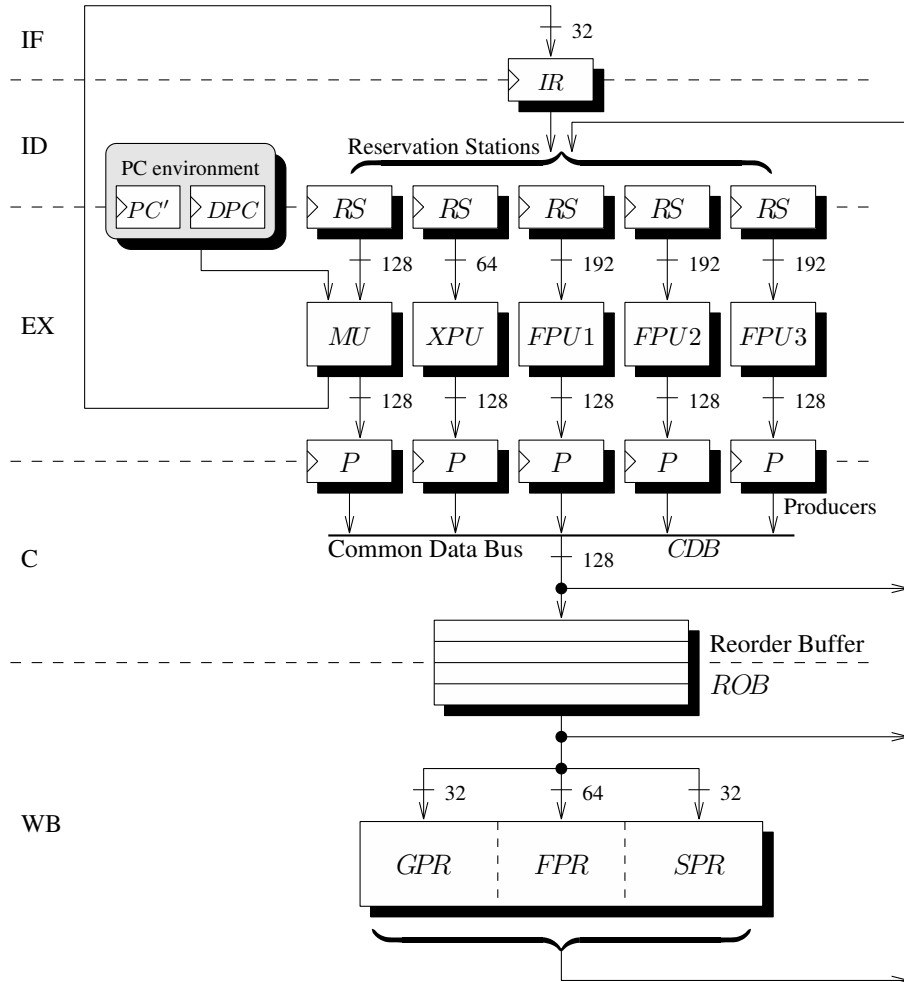 IF
32
IR
ID
Reservation Stations
PC environment
PC′ DPC
RS RS RS RS RS
128 64 192 192 192
EX
MU XPU FPU1 FPU2 FPU3
128 128 128 128 128
P P P P P
Producers
Common Data Bus CDB
C
128
Reorder Buffer
ROB
32 64 32
WB
GPR FPR SPR